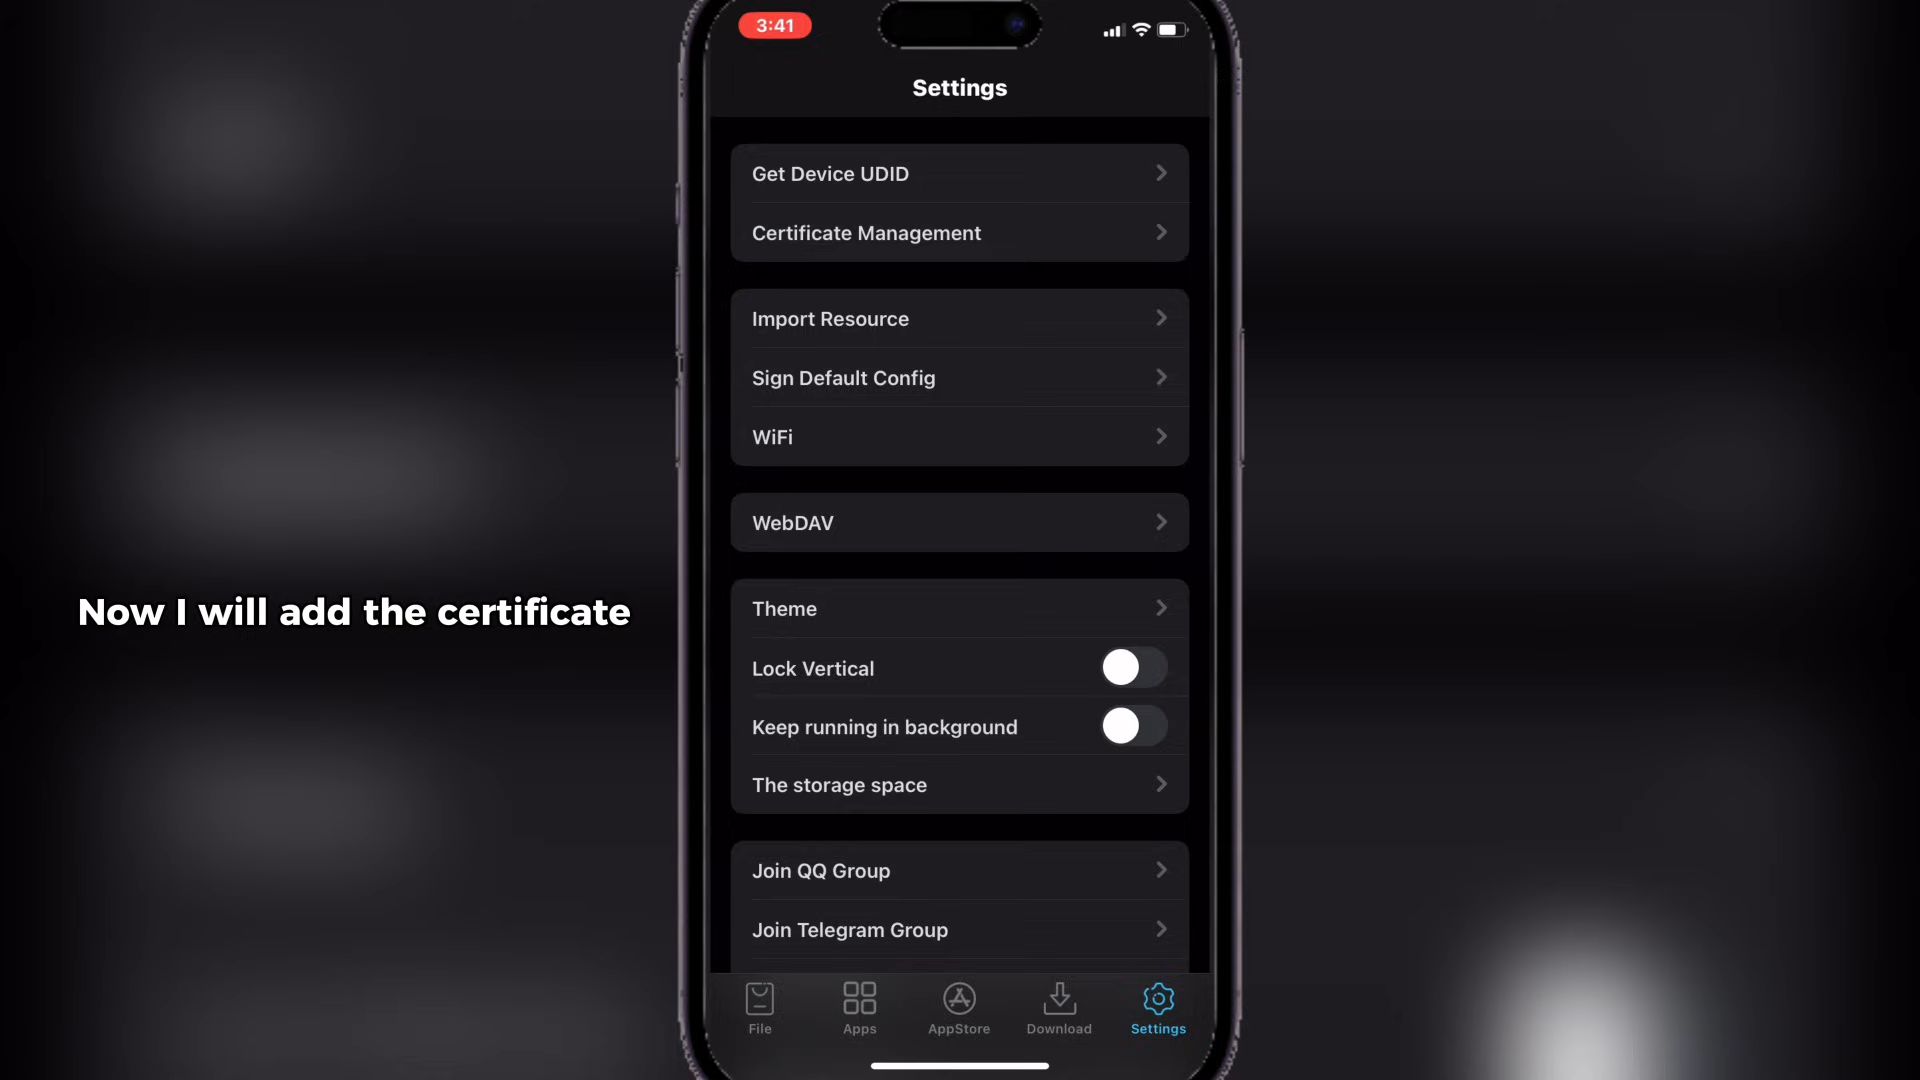 3:41
Settings
Get Device UDID
Certificate Management
Import Resource
Sign Default Config
WiFi
WebDAV
Theme
Now I will add the certificate
Lock Vertical
Keep running in background
The storage space
Join QQ Group
Join Telegram Group
File
Apps
AppStore
Download
Settings